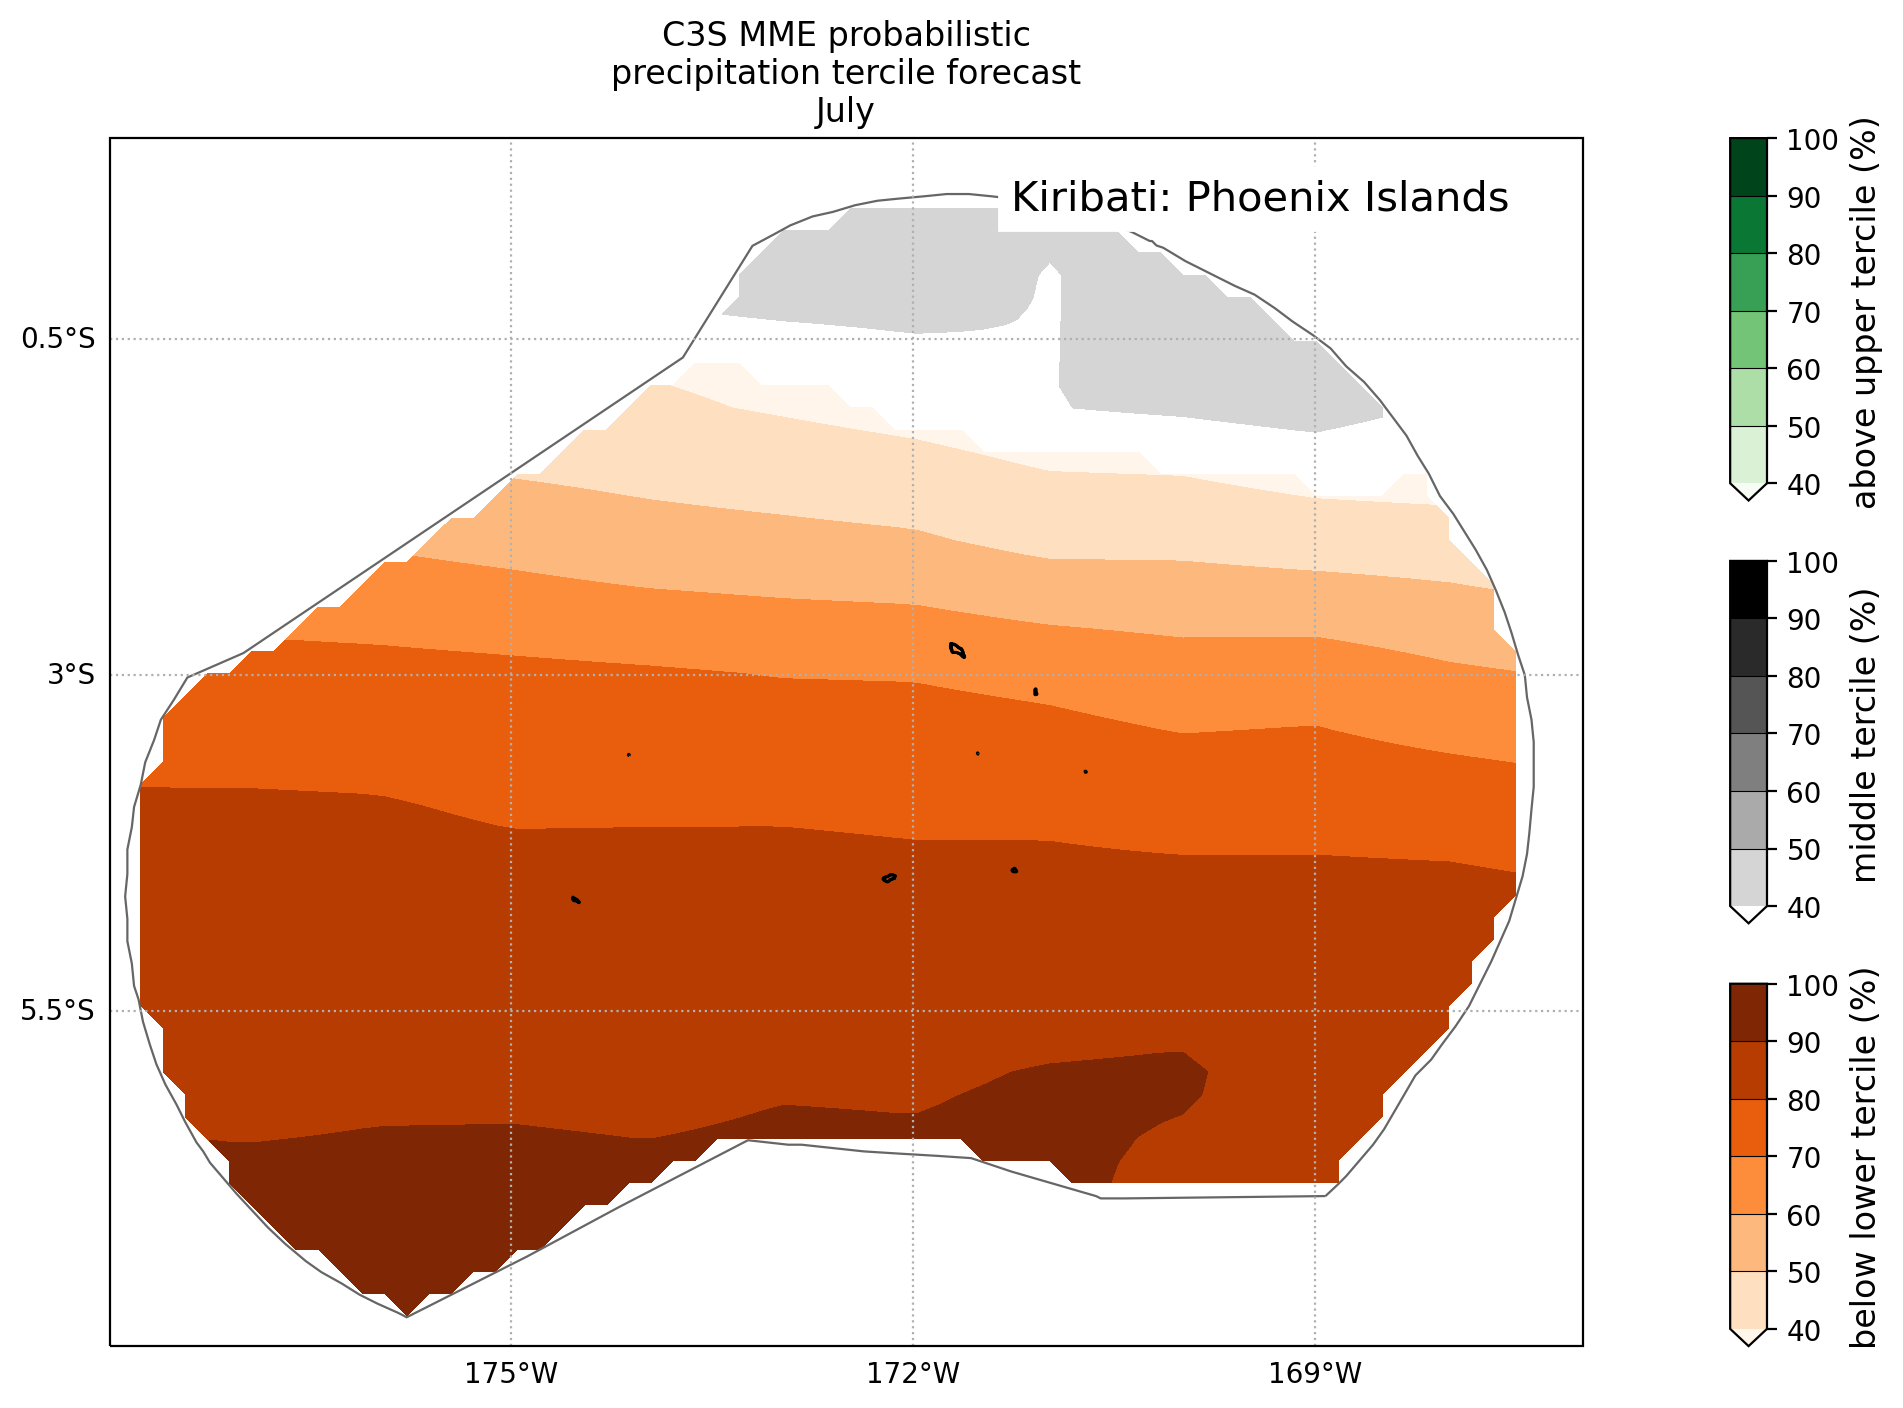 C3S MME probabilistic
precipitation tercile forecast
July
Kiribati: Phoenix Islands
0.5°S
3°S
5.5°S
175°W
172°W
169°W
100
90
80
70
60
50
40
above upper tercile (%)
100
90
80
70
60
50
40
middle tercile (%)
100
90
80
70
60
50
40
below lower tercile (%)